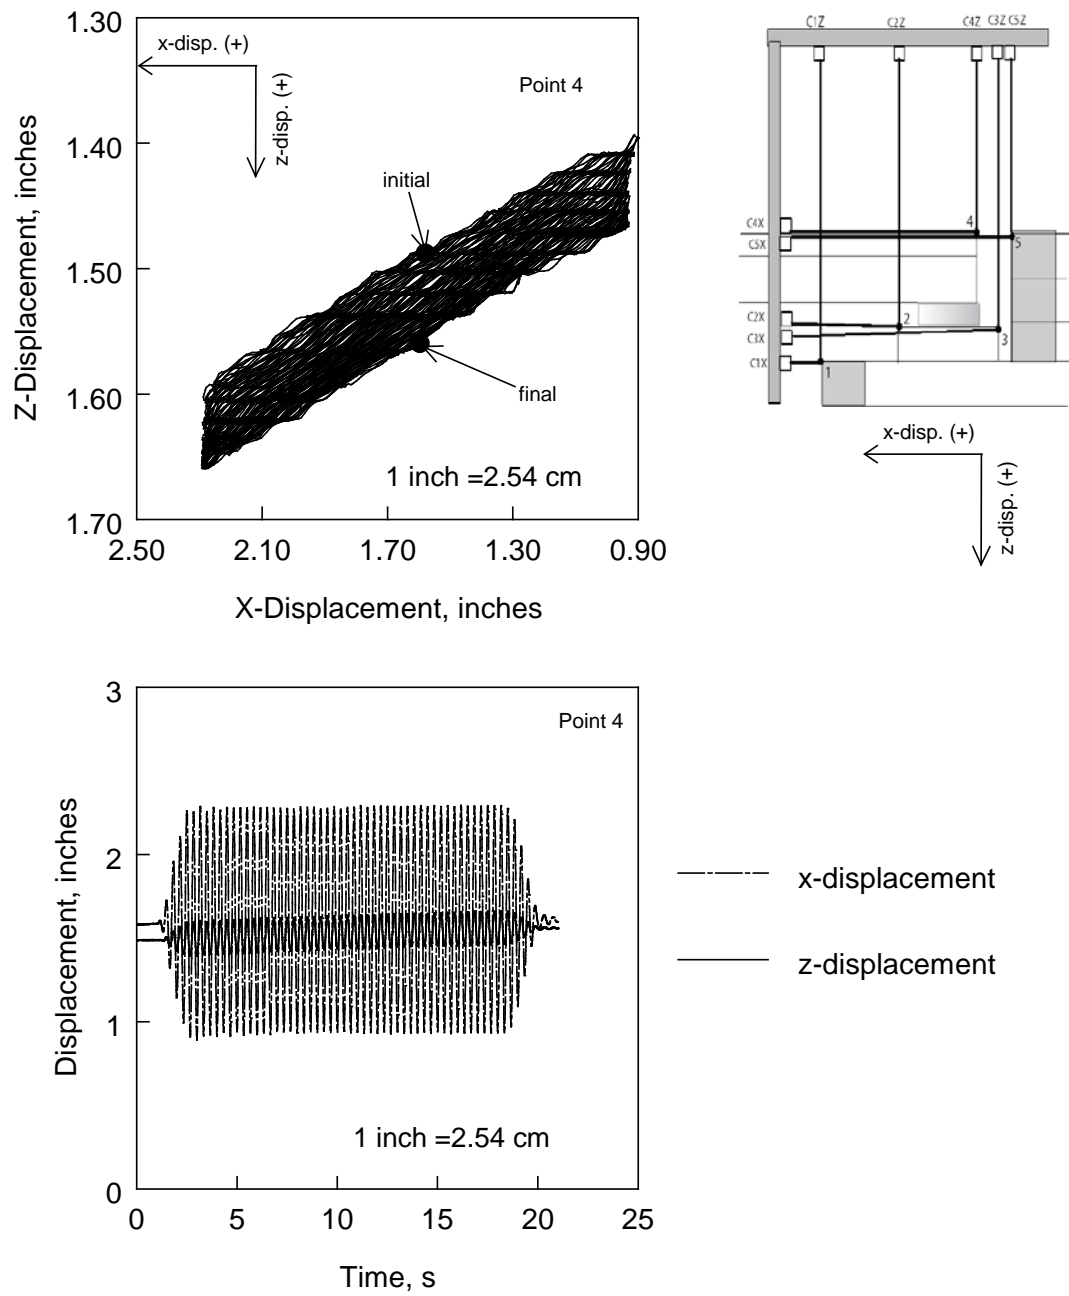 1.30
1.40
1.50
1.60
1.70
Z-Displacement, inches
x-disp. (+)
z-disp. (+)
Point 4
initial
final
1 inch =2.54 cm
2.50 2.10 1.70 1.30 0.90
X-Displacement, inches
C1Z C2Z C4Z C3Z C5Z
C4X
C5X
C2X
C3X
C1X
4
5
2
3
1
x-disp. (+)
z-disp. (+)
3
2
1
0
Displacement, inches
Point 4
1 inch =2.54 cm
0 5 10 15 20 25
Time, s
x-displacement
z-displacement